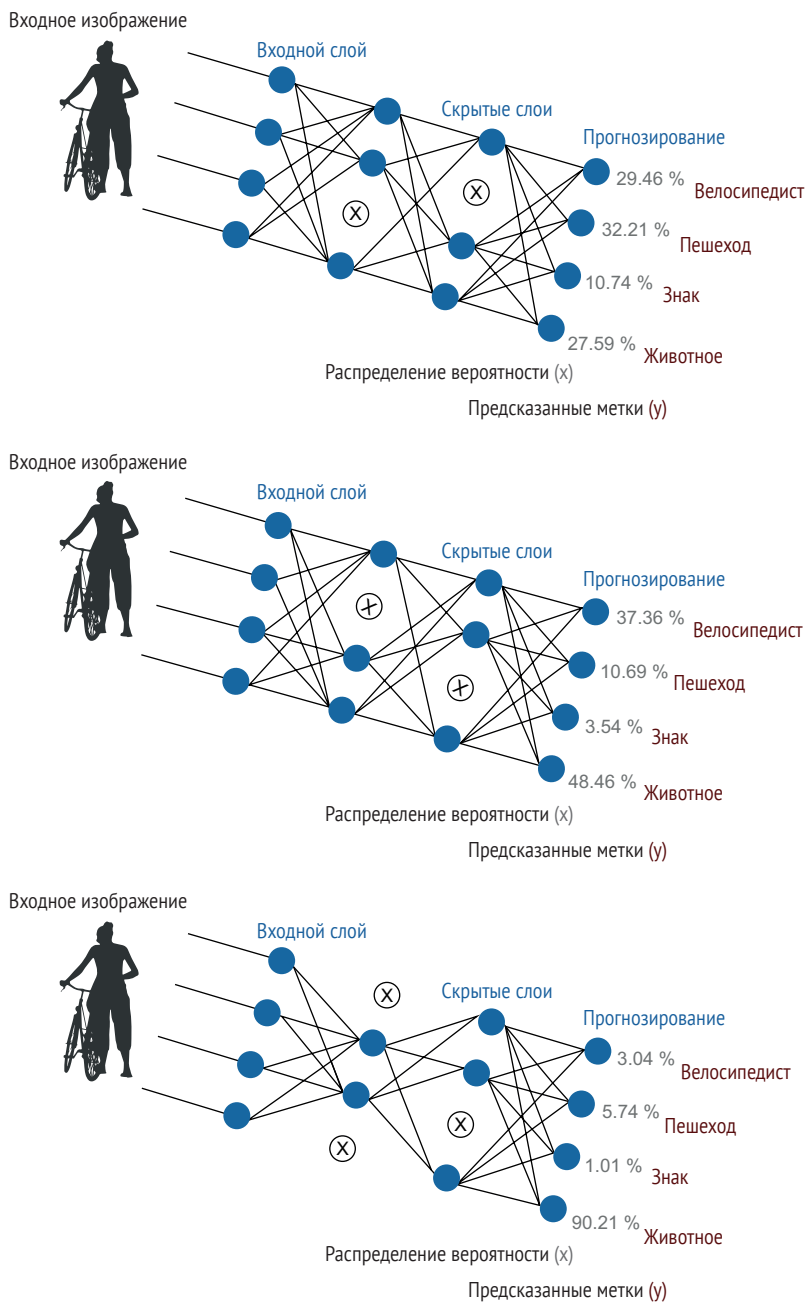 Входное изображение
Входной слой
Скрытые слои
Прогнозирование
X
X
29.46 %
Велосипедист
32.21 %
Пешеход
10.74 %
Знак
27.59 %
Животное
Распределение вероятности (x)
Предсказанные метки (y)
Входное изображение
Входной слой
Скрытые слои
Прогнозирование
X
X
37.36 %
Велосипедист
10.69 %
Пешеход
3.54 %
Знак
48.46 %
Животное
Распределение вероятности (x)
Предсказанные метки (y)
Входное изображение
Входной слой
X
Скрытые слои
Прогнозирование
3.04 %
Велосипедист
5.74 %
Пешеход
X
X
1.01 %
Знак
90.21 %
Животное
Распределение вероятности (x)
Предсказанные метки (y)